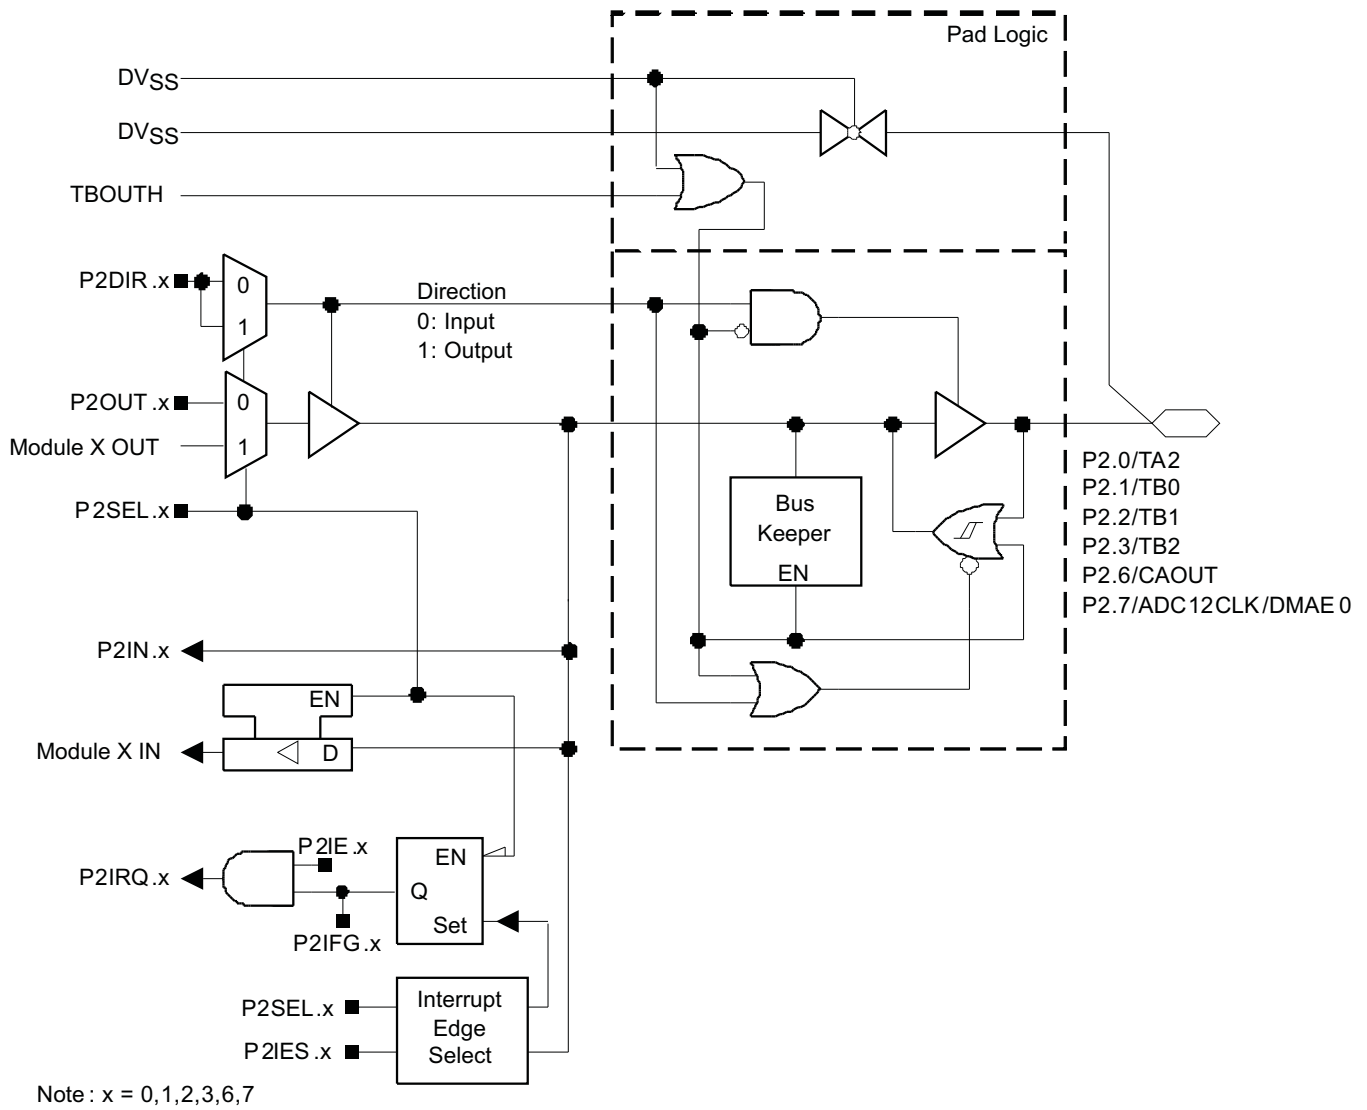 Pad Logic
DVSS
DVSS
TBOUTH
P2DIR.x
0
1
Direction
0: Input
1: Output
P2OUT.x
0
Module X OUT
1
P2SEL.x
Bus
Keeper
EN
P2.0/TA2
P2.1/TB0
P2.2/TB1
P2.3/TB2
P2.6/CAOUT
P2.7/ADC12CLK/DMAE0
P2IN.x
EN
Module X IN
D
P2IE.x
P2IRQ.x
EN
Q
Set
P2IFG.x
P2SEL.x
P2IES.x
Interrupt
Edge
Select
Note: x = 0,1,2,3,6,7